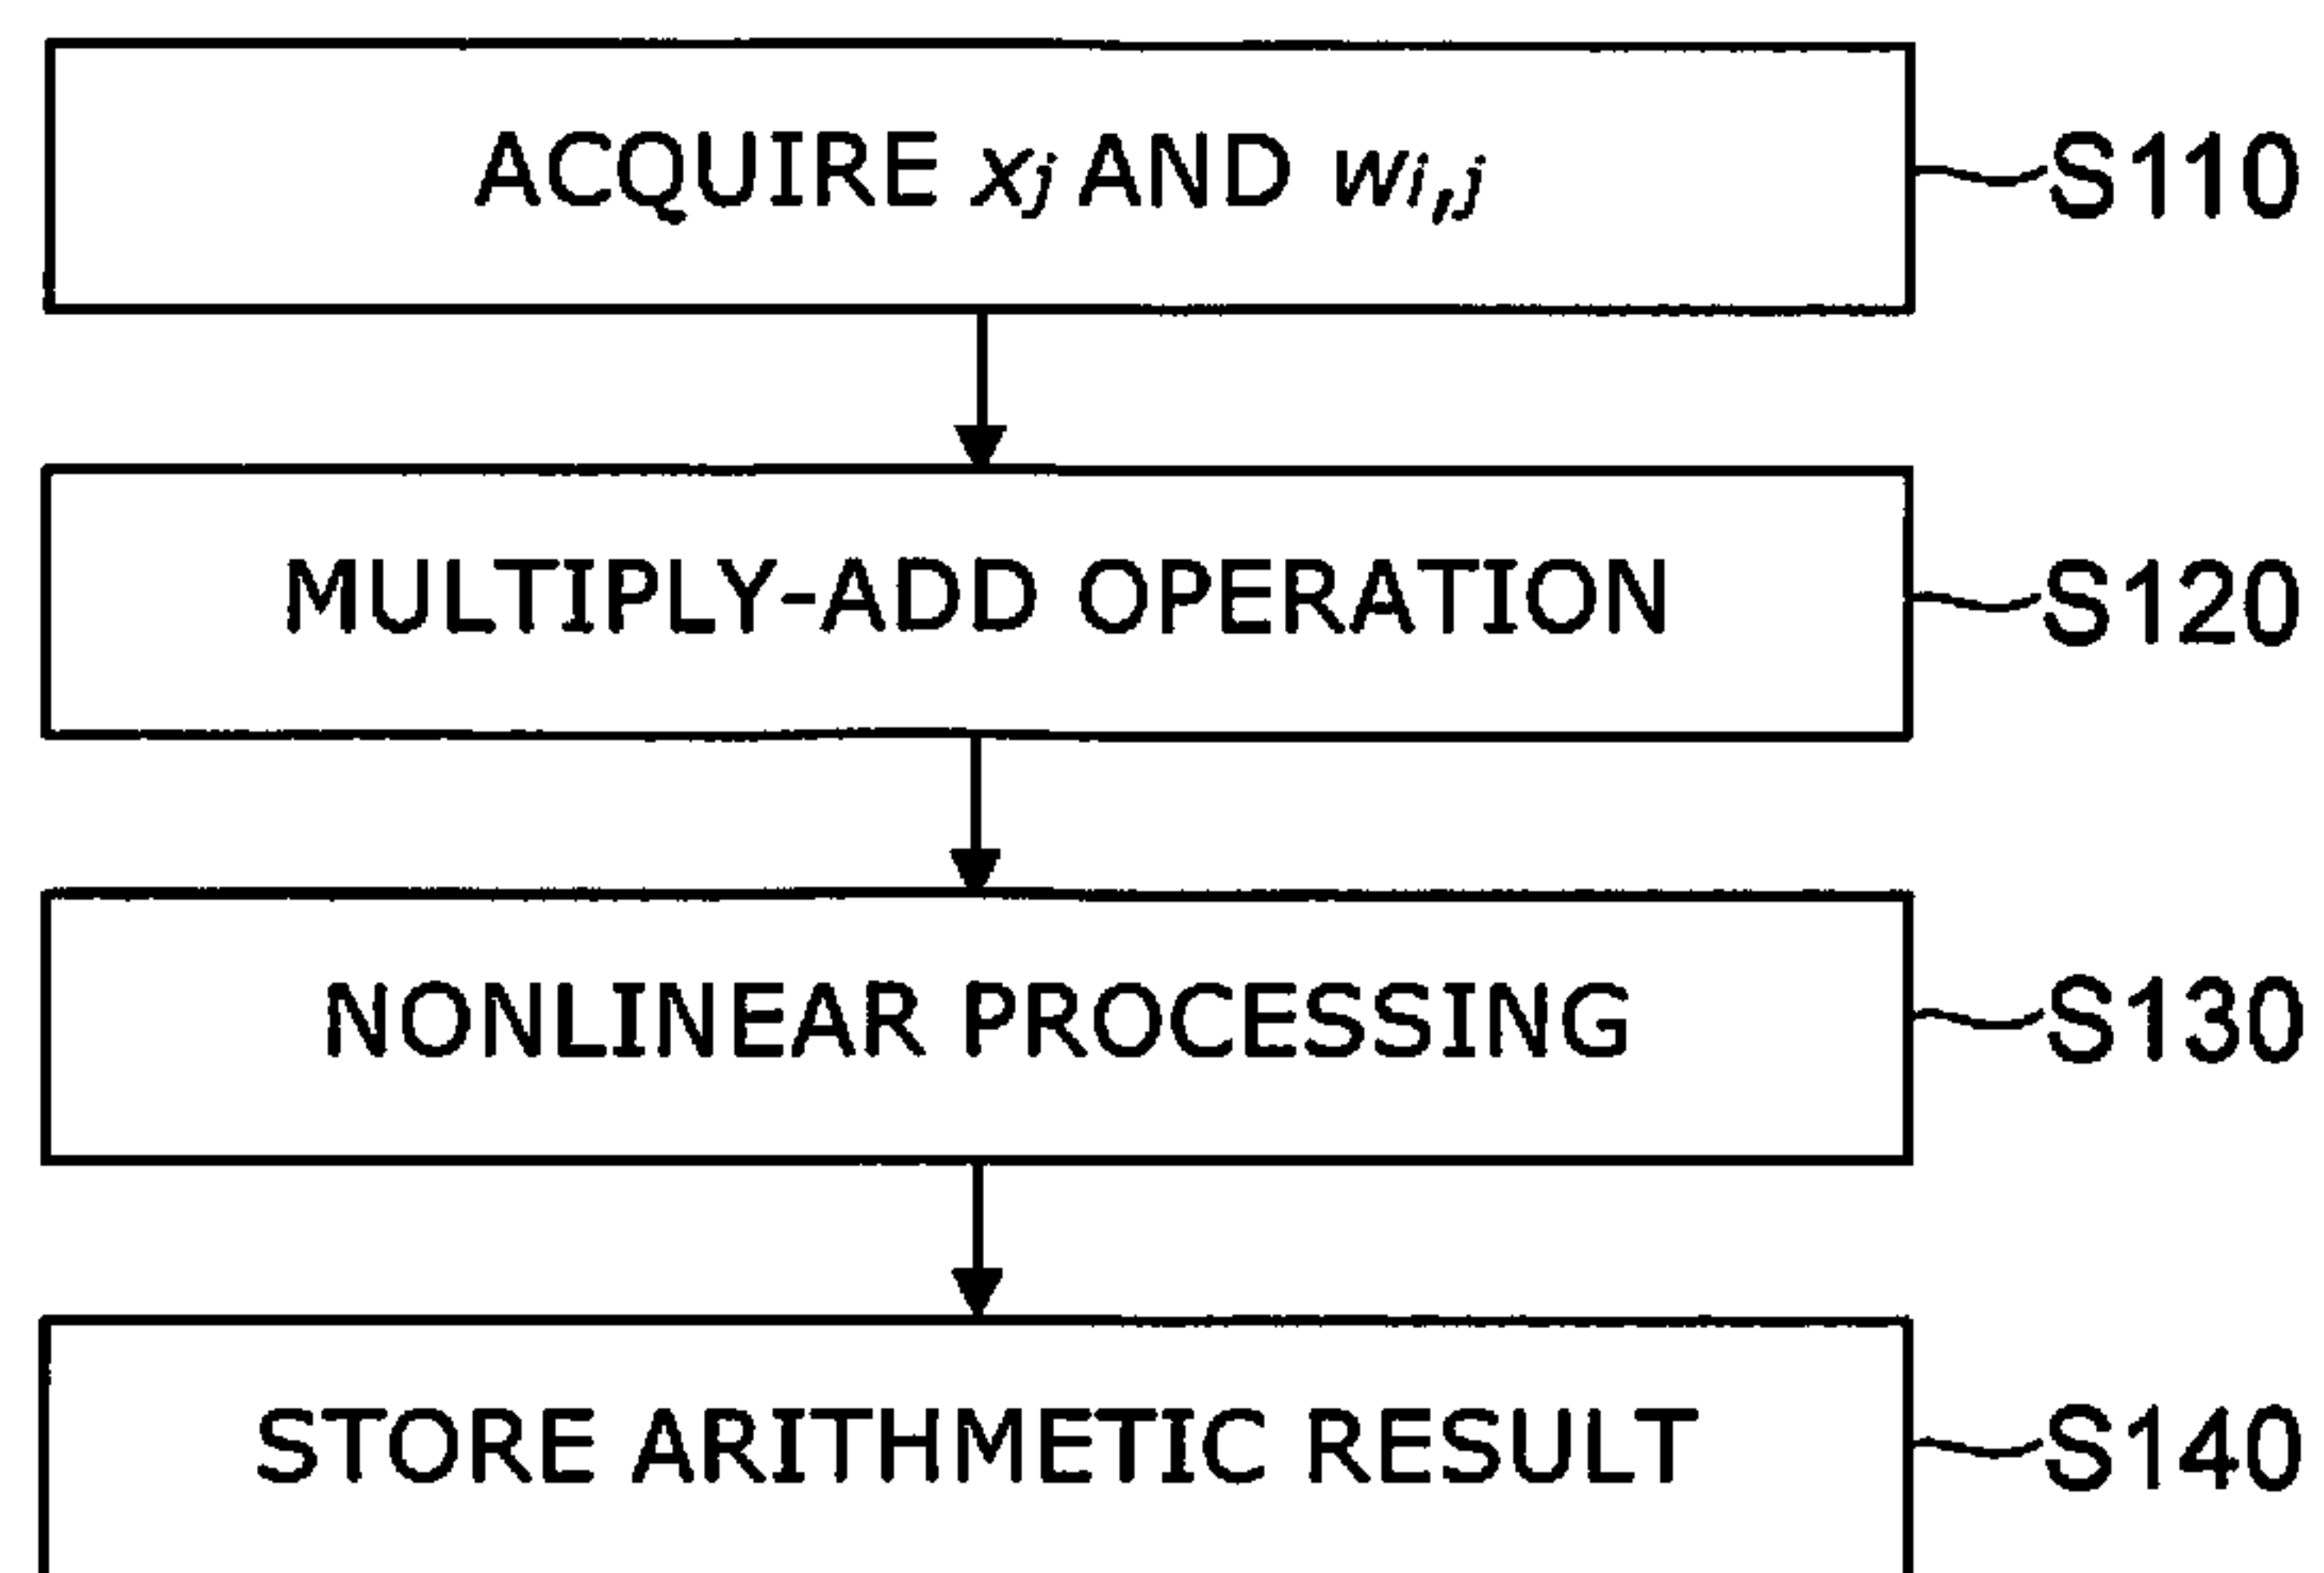 ACQUIRE xj AND wi,j S110
MULTIPLY-ADD OPERATION S120
NONLINEAR PROCESSING S130
STORE ARITHMETIC RESULT S140